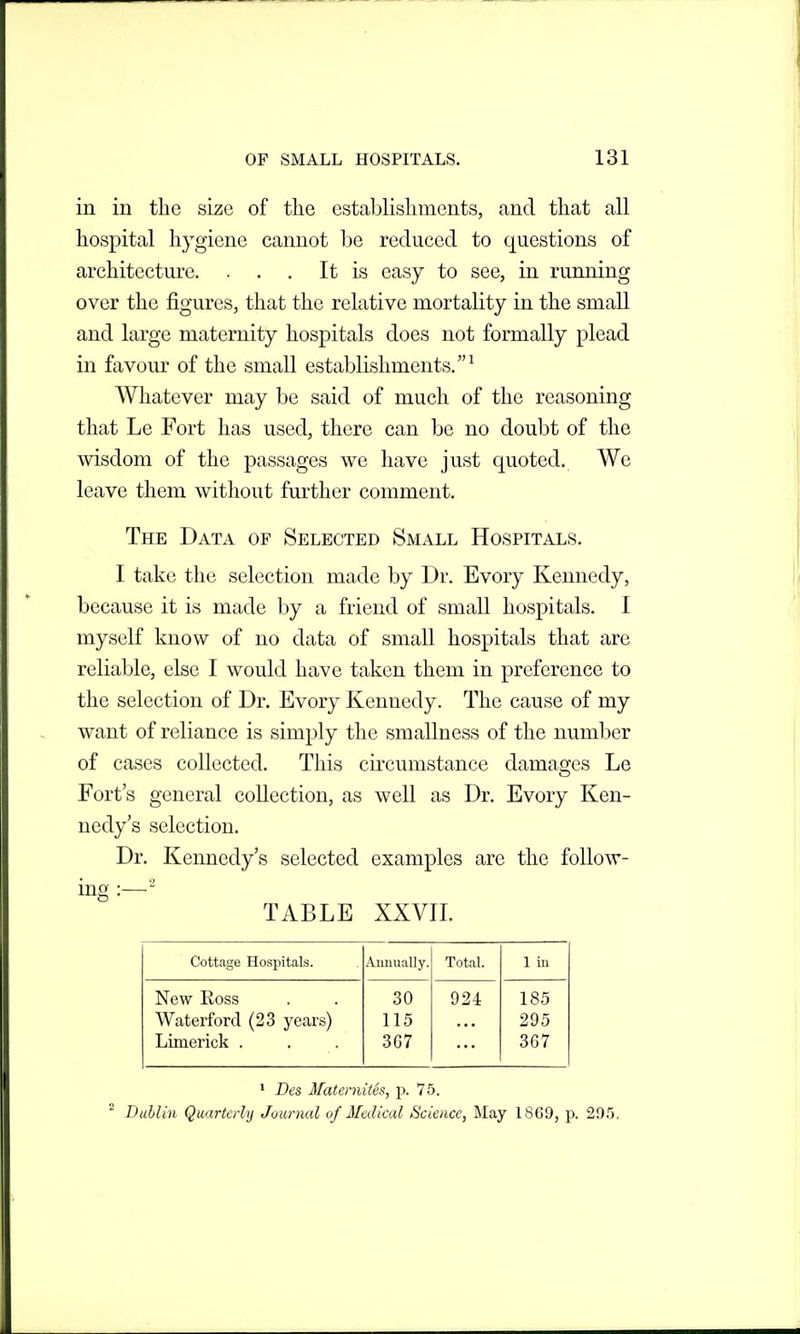 OF SMALL HOSPITALS. 131
in in the size of the establishments, and that all
hospital hygiene cannot be reduced to questions of
architecture. . . . It is easy to see, in running
over the figures, that the relative mortality in the small
and large maternity hospitals does not formally plead
in favour of the small establishments.”¹
Whatever may be said of much of the reasoning
that Le Fort has used, there can be no doubt of the
wisdom of the passages we have just quoted. We
leave them without further comment.
The Data of Selected Small Hospitals.
I take the selection made by Dr. Evory Kennedy,
because it is made by a friend of small hospitals. I
myself know of no data of small hospitals that are
reliable, else I would have taken them in preference to
the selection of Dr. Evory Kennedy. The cause of my
want of reliance is simply the smallness of the number
of cases collected. This circumstance damages Le
Fort’s general collection, as well as Dr. Evory Ken-
nedy’s selection.
Dr. Kennedy’s selected examples are the follow-
ing :—²
TABLE XXVII.
Cottage Hospitals. Annually. Total. 1 in
New Ross . . 30 924 185
Waterford (23 years) 115 ... 295
Limerick . . . 367 ... 367
¹ Des Maternités, p. 75.
² Dublin Quarterly Journal of Medical Science, May 1869, p. 295.